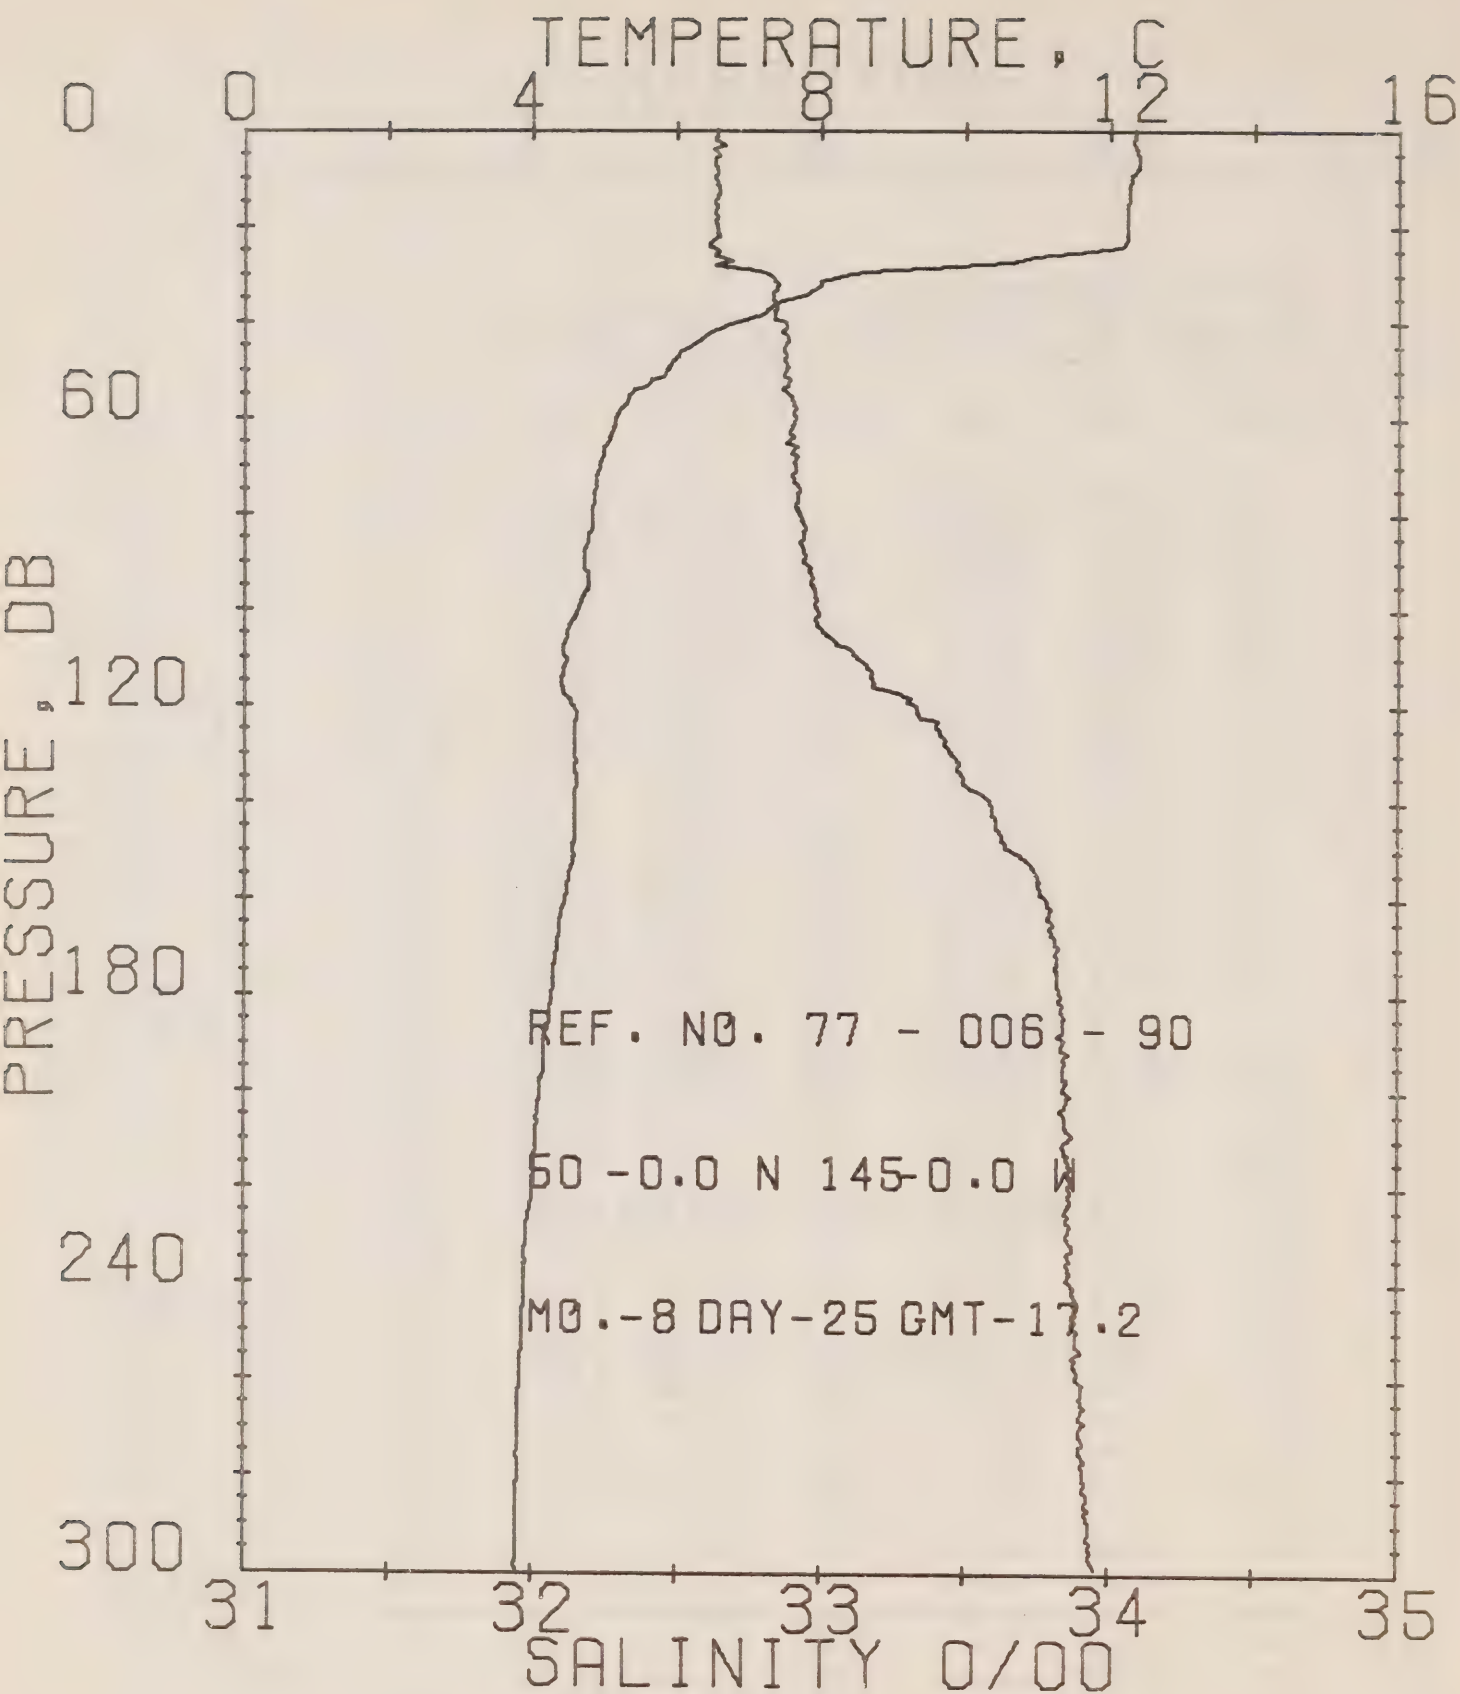 TEMPERATURE, C
0 4 8 12 16
0
60
120
180
240
300
PRESSURE, DB
REF. NO. 77 - 006 - 90
50 -0.0 N 145-0.0 W
MO.-8 DAY-25 GMT-17.2
31 32 33 34 35
SALINITY 0/00